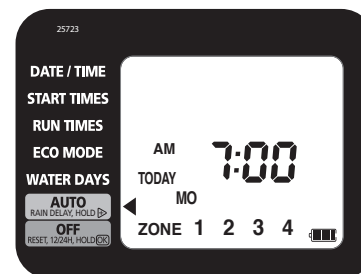 25723
DATE / TIME
START TIMES
RUN TIMES
ECO MODE
WATER DAYS
AUTO
RAIN DELAY, HOLD
OFF
RESET, 12/24H, HOLD OK
AM 7:00
TODAY
MO
ZONE 1 2 3 4